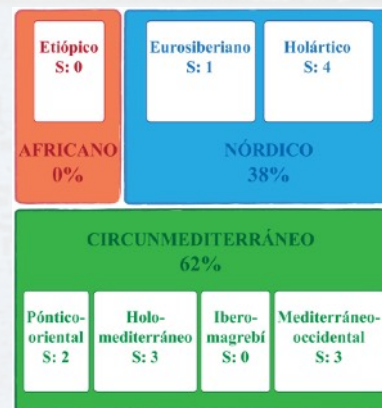 Etiópico
S: 0
Eurosiberiano
S: 1
Holártico
S: 4
AFRICANO
0%
NÓRDICO
38%
CIRCUNMEDITERRÁNEO
62%
Póntico-
oriental
S: 2
Holo-
mediterráneo
S: 3
Ibero-
magrebí
S: 0
Mediterráneo-
occidental
S: 3